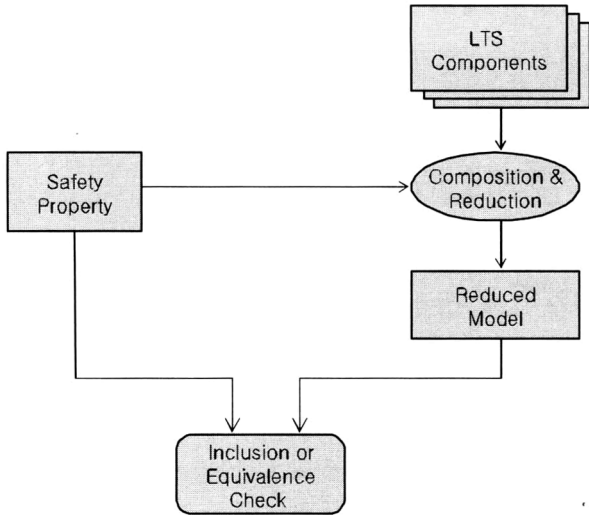 LTS
Components
Safety
Property
Composition &
Reduction
Reduced
Model
Inclusion or
Equivalence
Check